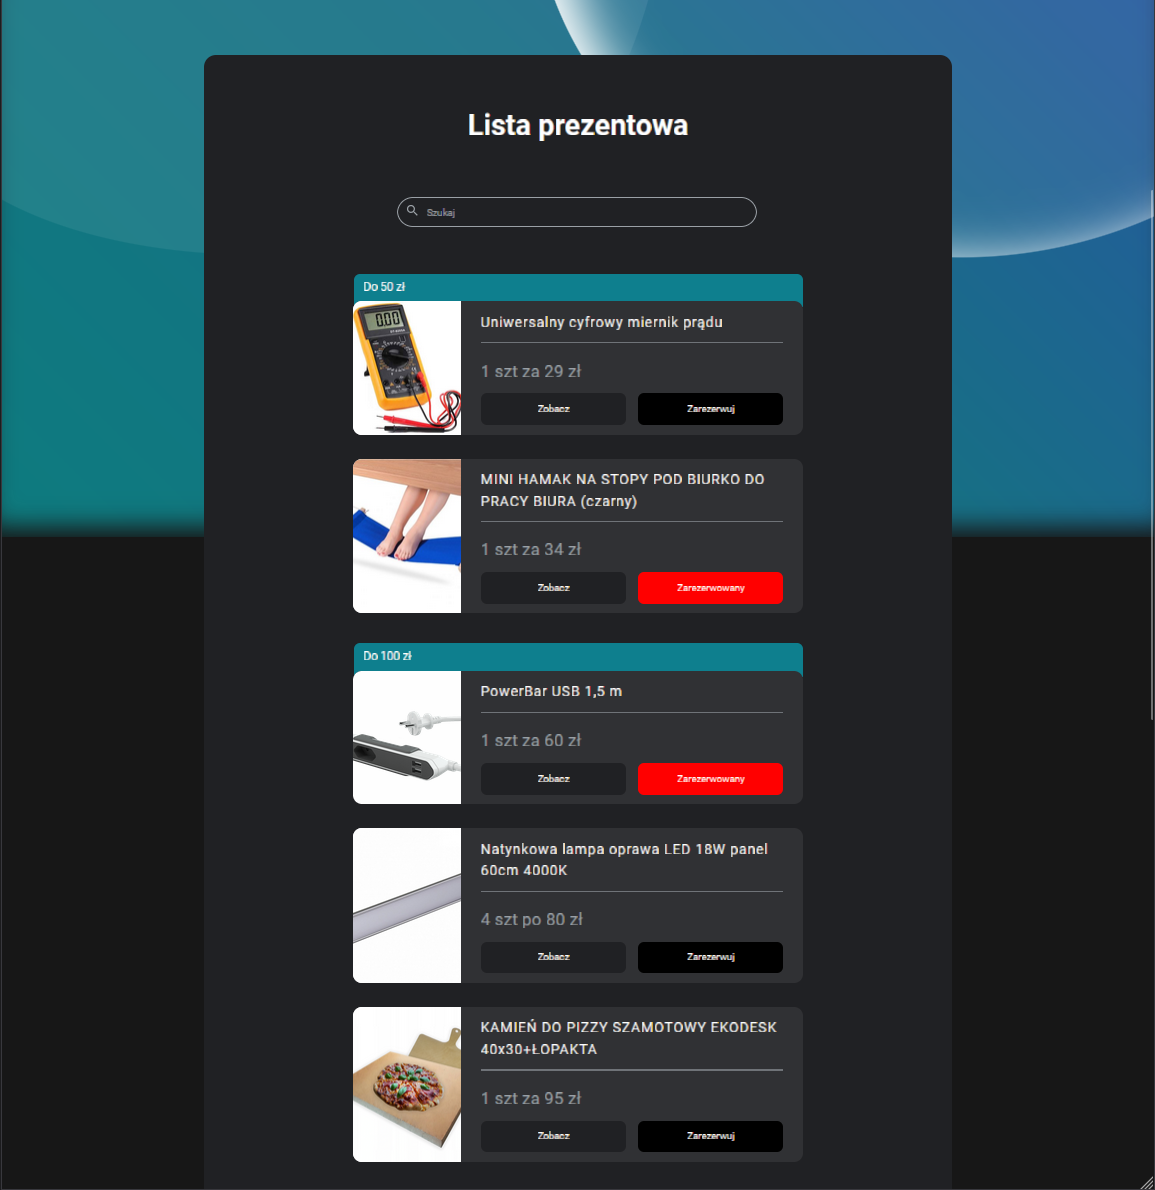 Lista prezentowa
Szukaj
Do 50 zł
0.00
Uniwersalny cyfrowy miernik prądu
1 szt za 29 zł
Zobacz
Zarezerwuj
MINI HAMAK NA STOPY POD BIURKO DO
PRACY BIURA (czarny)
1 szt za 34 zł
Zobacz
Zarezerwowany
Do 100 zł
PowerBar USB 1,5 m
1 szt za 60 zł
Zobacz
Zarezerwowany
Natynkowa lampa oprawa LED 18W panel
60cm 4000K
4 szt po 80 zł
Zobacz
Zarezerwuj
KAMIEŃ DO PIZZY SZAMOTOWY EKODESK
40x30+ŁOPAKTA
1 szt za 95 zł
Zobacz
Zarezerwuj